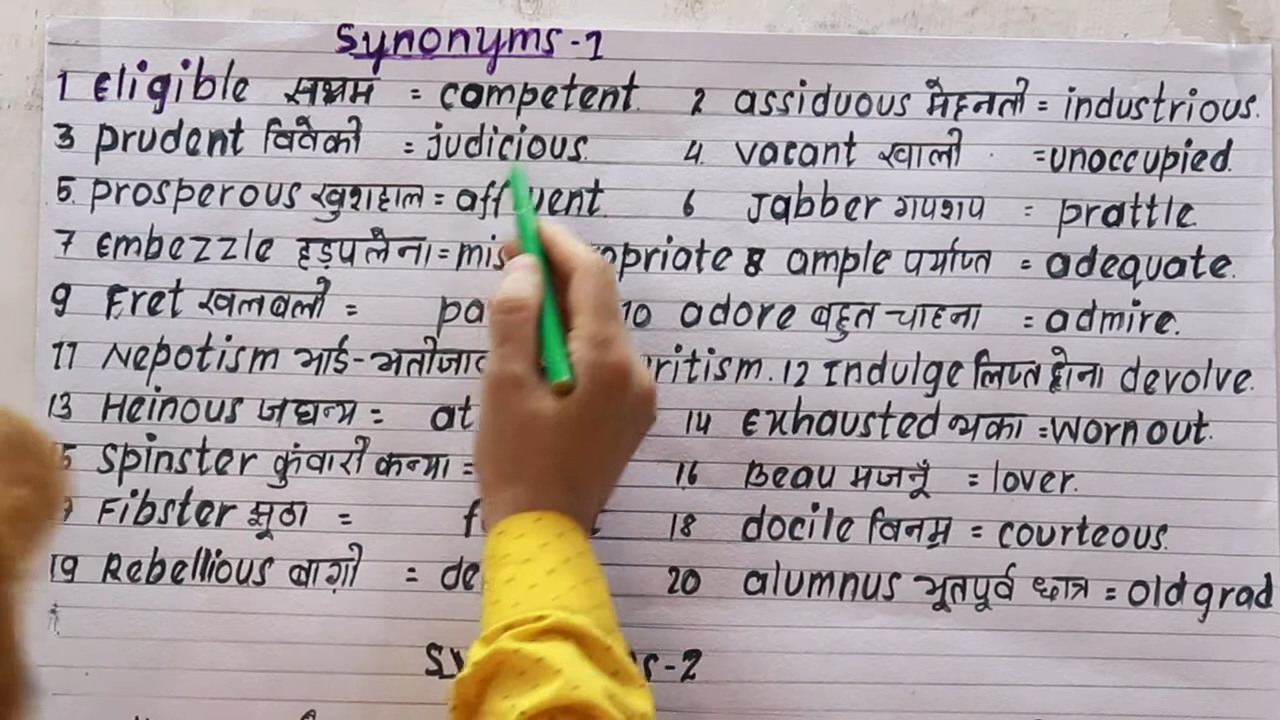 Synonyms-1
1 Eligible सक्षम = competent. 2 assiduous मेहनती = industrious.
3 Prudent विवेकी = judicious. 4. vacant खाली = unoccupied.
5. Prosperous खुशहाल = 6 Jabber गपशप = prattle
7 Embezzle हड़प लेना = 8 ample पर्याप्त = adequate.
9 Fret खलबली = 10 adore बहुत चाहना = admire.
11 Nepotism 12 Indulge लिप्त होना devolve.
13 Heinous जघन्य = 14 Exhausted थका = worn out.
Spinster कुंवारी कन्या = 16 Beau मजनूँ = lover.
Fibster झूठा = 18 docile विनम्र = courteous.
19 Rebellious बाग़ी = 20 alumnus भूतपूर्व छात्र = old grad